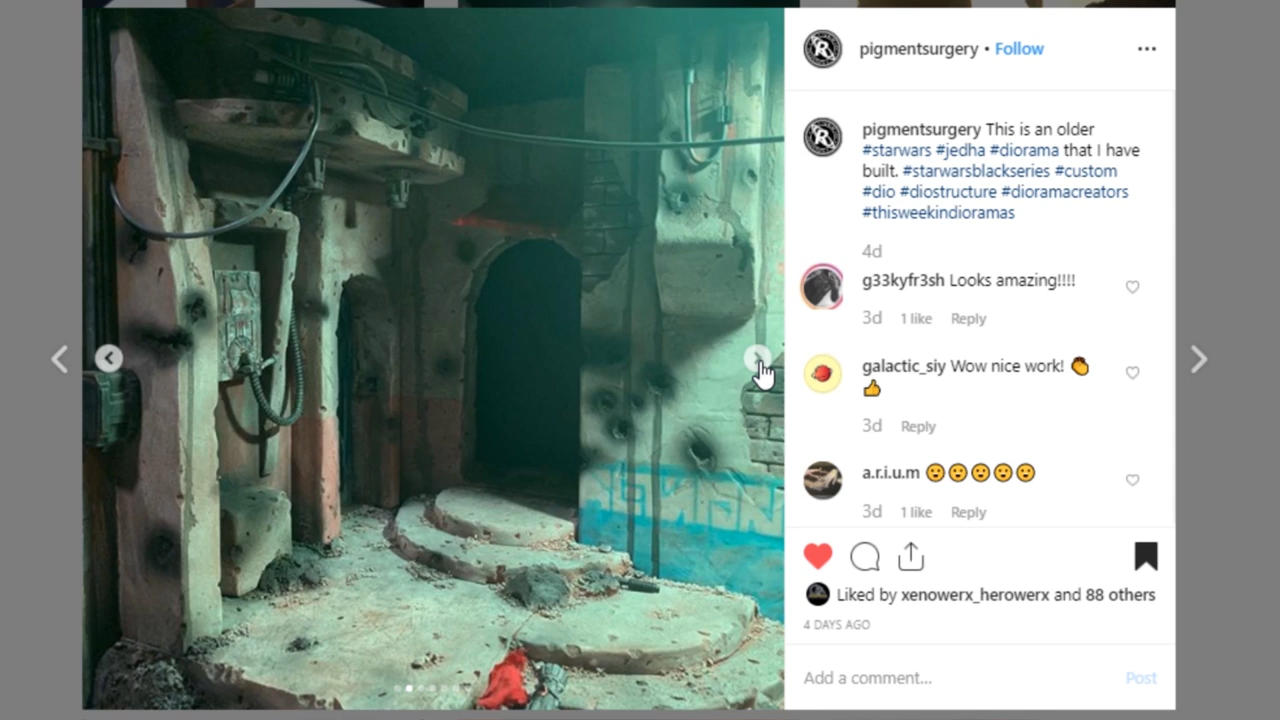 pigmentsurgery • Follow
pigmentsurgery This is an older
#starwars #jedha #diorama that I have
built. #starwarsblackseries #custom
#dio #diostructure #dioramacreators
#thisweekindioramas
4d
g33kyfr3sh Looks amazing!!!!
3d 1 like Reply
galactic_siy Wow nice work! 👏
👍
3d Reply
a.r.i.u.m 😮😮😮😮😮
3d 1 like Reply
Liked by xenowerx_herowerx and 88 others
4 DAYS AGO
Add a comment... Post